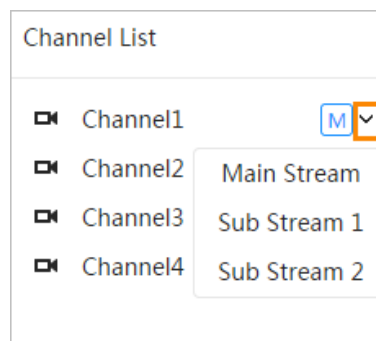 Channel List
Channel1 M
Channel2
Main Stream
Channel3
Sub Stream 1
Channel4
Sub Stream 2